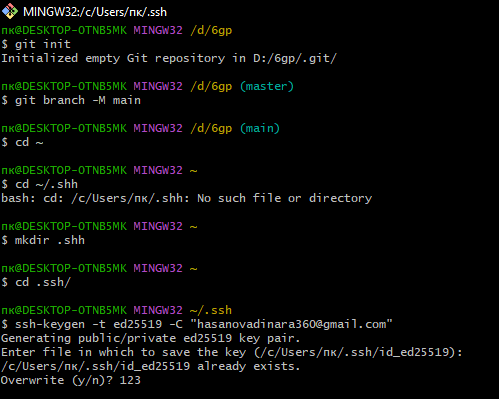 MINGW32:/c/Users/пк/.ssh
пк@DESKTOP-OTNB5MK MINGW32 /d/6gp
$ git init
Initialized empty Git repository in D:/6gp/.git/
пк@DESKTOP-OTNB5MK MINGW32 /d/6gp (master)
$ git branch -M main
пк@DESKTOP-OTNB5MK MINGW32 /d/6gp (main)
$ cd ~
пк@DESKTOP-OTNB5MK MINGW32 ~
$ cd ~/.shh
bash: cd: /c/Users/пк/.shh: No such file or directory
пк@DESKTOP-OTNB5MK MINGW32 ~
$ mkdir .shh
пк@DESKTOP-OTNB5MK MINGW32 ~
$ cd .ssh/
пк@DESKTOP-OTNB5MK MINGW32 ~/.ssh
$ ssh-keygen -t ed25519 -C "hasanovadinara360@gmail.com"
Generating public/private ed25519 key pair.
Enter file in which to save the key (/c/Users/пк/.ssh/id_ed25519):
/c/Users/пк/.ssh/id_ed25519 already exists.
Overwrite (y/n)? 123